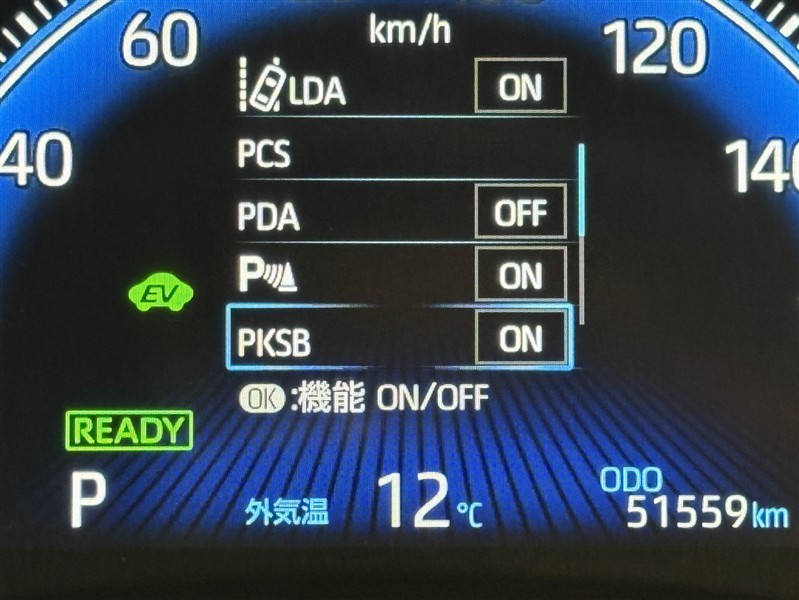 km/h
60
120
40
LDA ON
PCS
PDA OFF
P ON
PKSB ON
OK:機能 ON/OFF
EV
READY
P
外気温 12℃
ODO
51559km